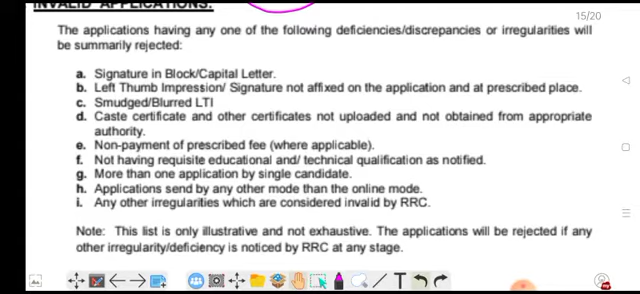 INVALID APPLICATIONS:
15/20
The applications having any one of the following deficiencies/discrepancies or irregularities will
be summarily rejected:
a. Signature in Block/Capital Letter.
b. Left Thumb Impression/ Signature not affixed on the application and at prescribed place.
c. Smudged/Blurred LTI
d. Caste certificate and other certificates not uploaded and not obtained from appropriate
authority.
e. Non-payment of prescribed fee (where applicable).
f. Not having requisite educational and/ technical qualification as notified.
g. More than one application by single candidate.
h. Applications send by any other mode than the online mode.
i. Any other irregularities which are considered invalid by RRC.
Note: This list is only illustrative and not exhaustive. The applications will be rejected if any
other irregularity/deficiency is noticed by RRC at any stage.
T